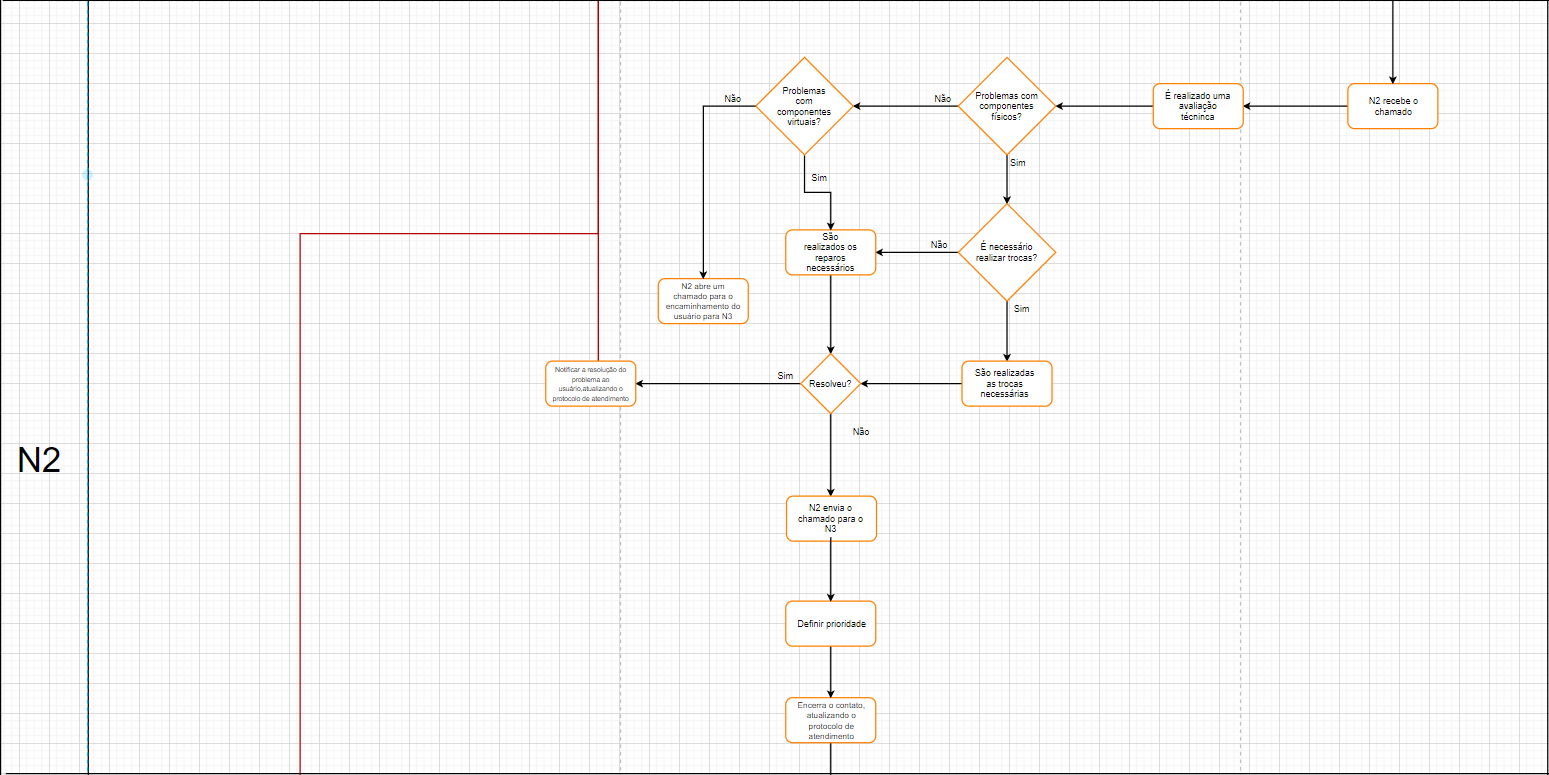 Problemas
com
componentes
virtuais?
Não
Problemas com
componentes
físicos?
Não
É realizado uma
avaliação
técninca
N2 recebe o
chamado
Sim
Sim
São
realizados os
reparos
necessários
Não
É necessário
realizar trocas?
N2 abre um
chamado para o
encaminhamento do
usuário para N3
Sim
Notificar a resolução do
problema ao
usuário,atualizando o
protocolo de atendimento
Sim
Resolveu?
São realizadas
as trocas
necessárias
Não
N2
N2 envia o
chamado para o
N3
Definir prioridade
Encerra o contato,
atualizando o
protocolo de
atendimento